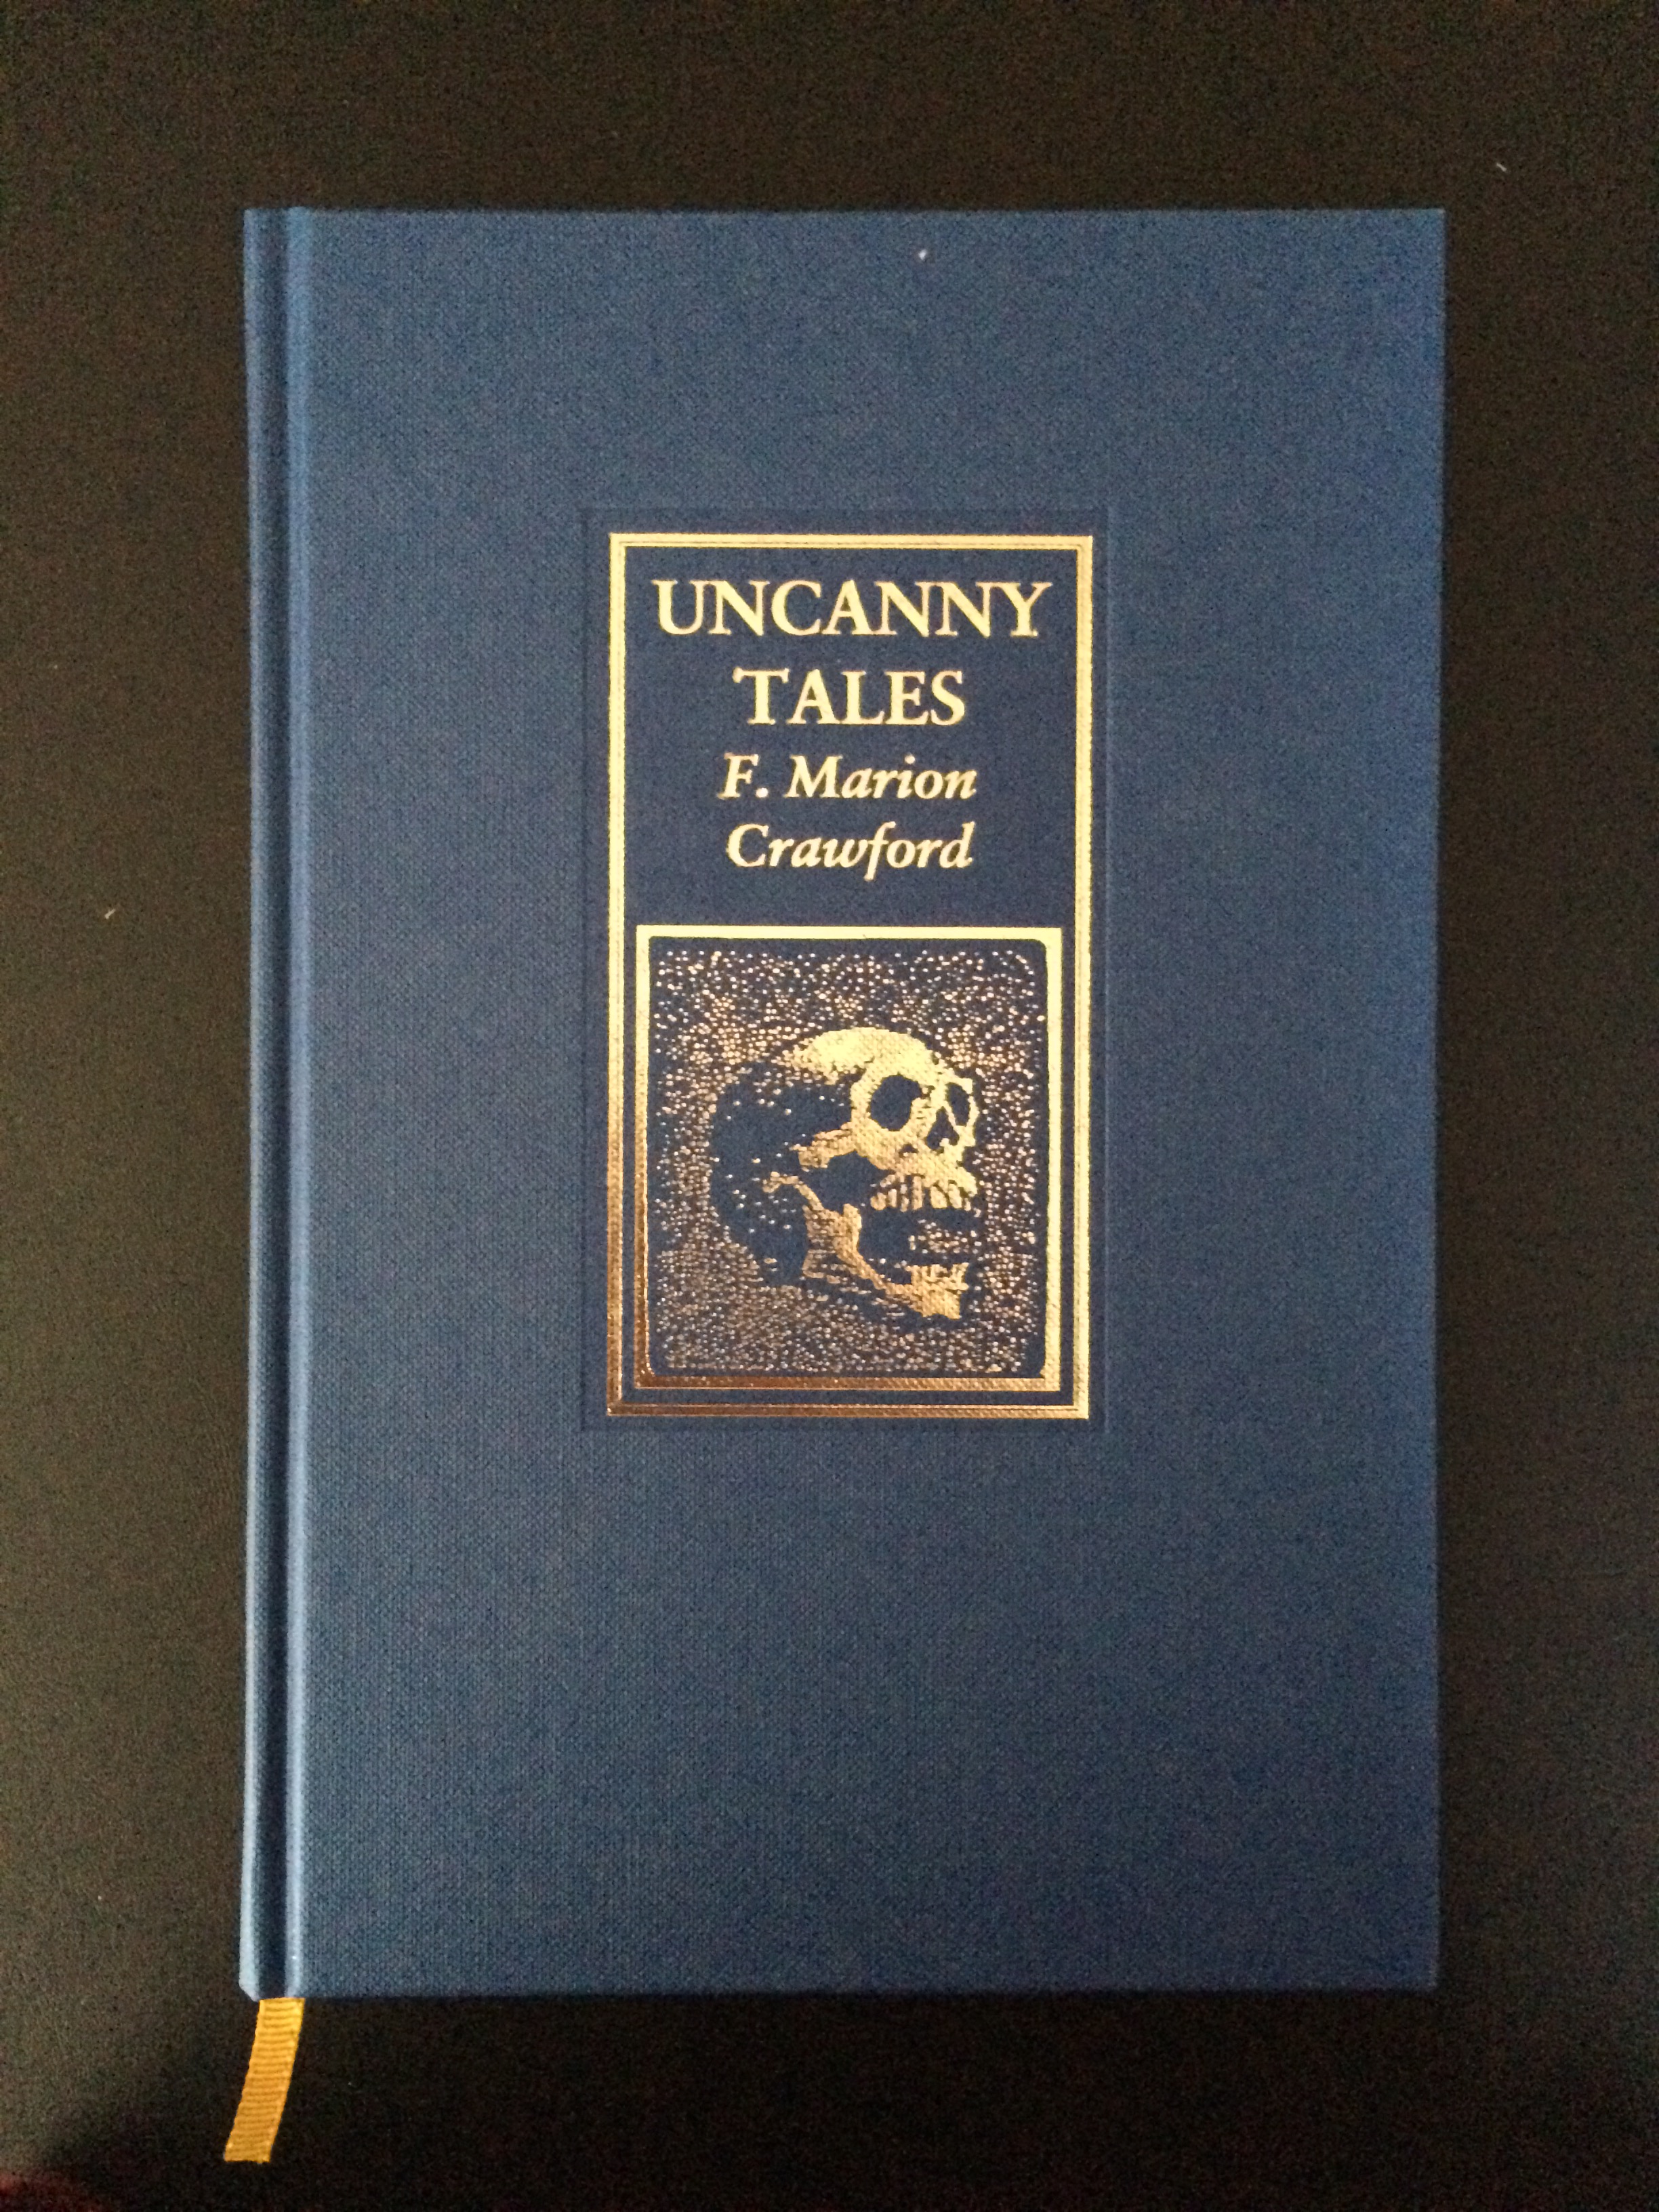 UNCANNY
TALES
F. Marion
Crawford